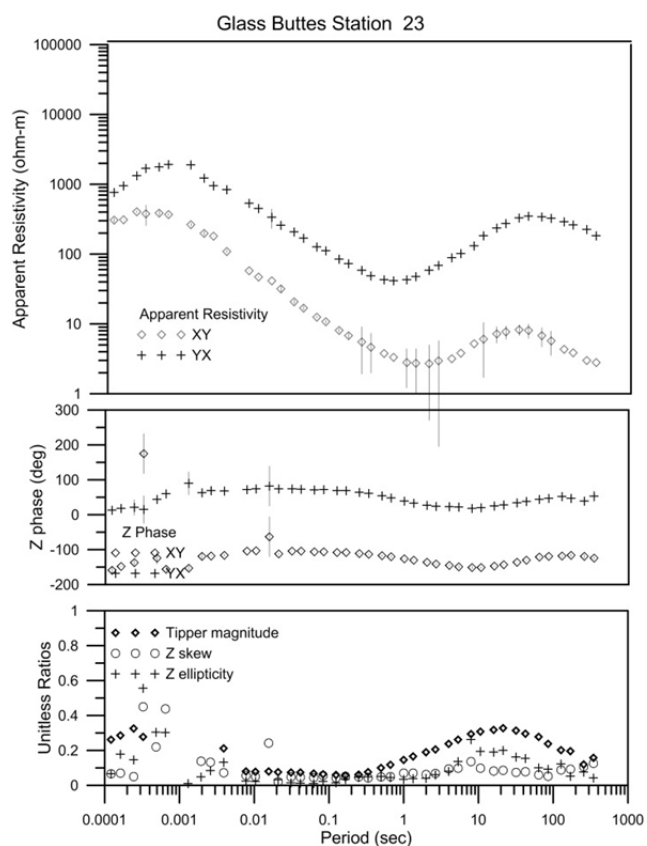 Glass Buttes Station 23
100000
10000
1000
100
10
1
Apparent Resistivity (ohm-m)
Apparent Resistivity
XY
YX
300
200
100
0
-100
-200
Z phase (deg)
Z Phase
XY
YX
1
0.8
0.6
0.4
0.2
0
Unitless Ratios
Tipper magnitude
Z skew
Z ellipticity
0.0001 0.001 0.01 0.1 1 10 100 1000
Period (sec)